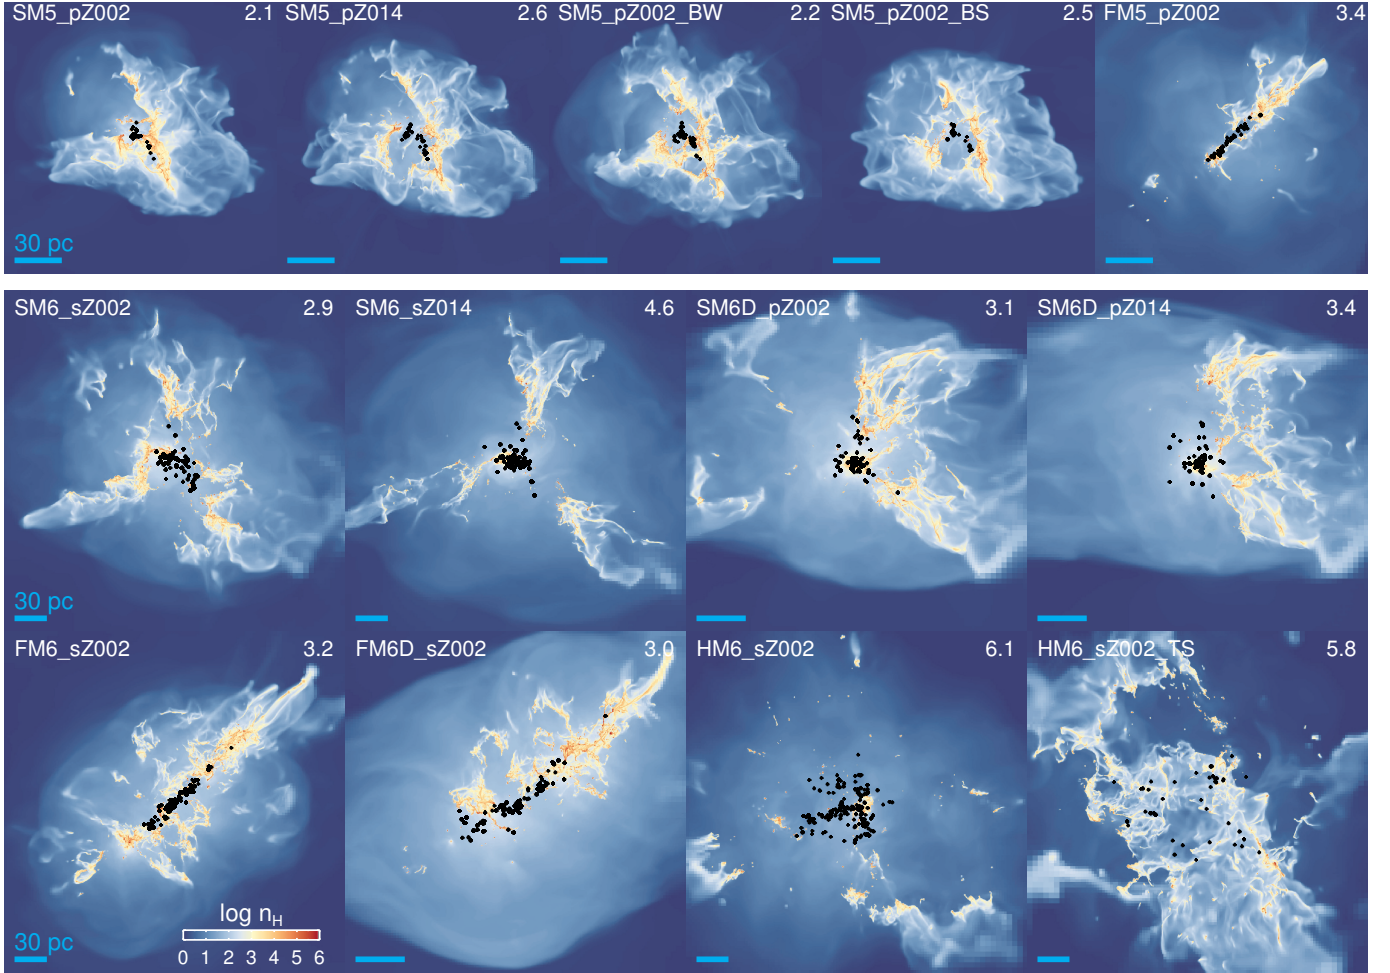 SM5_pZ002 2.1
SM5_pZ014 2.6
SM5_pZ002_BW 2.2
SM5_pZ002_BS 2.5
FM5_pZ002 3.4
30 pc
SM6_sZ002 2.9
SM6_sZ014 4.6
SM6D_pZ002 3.1
SM6D_pZ014 3.4
30 pc
FM6_sZ002 3.2
FM6D_sZ002 3.0
HM6_sZ002 6.1
HM6_sZ002_TS 5.8
log n_H
30 pc
0 1 2 3 4 5 6